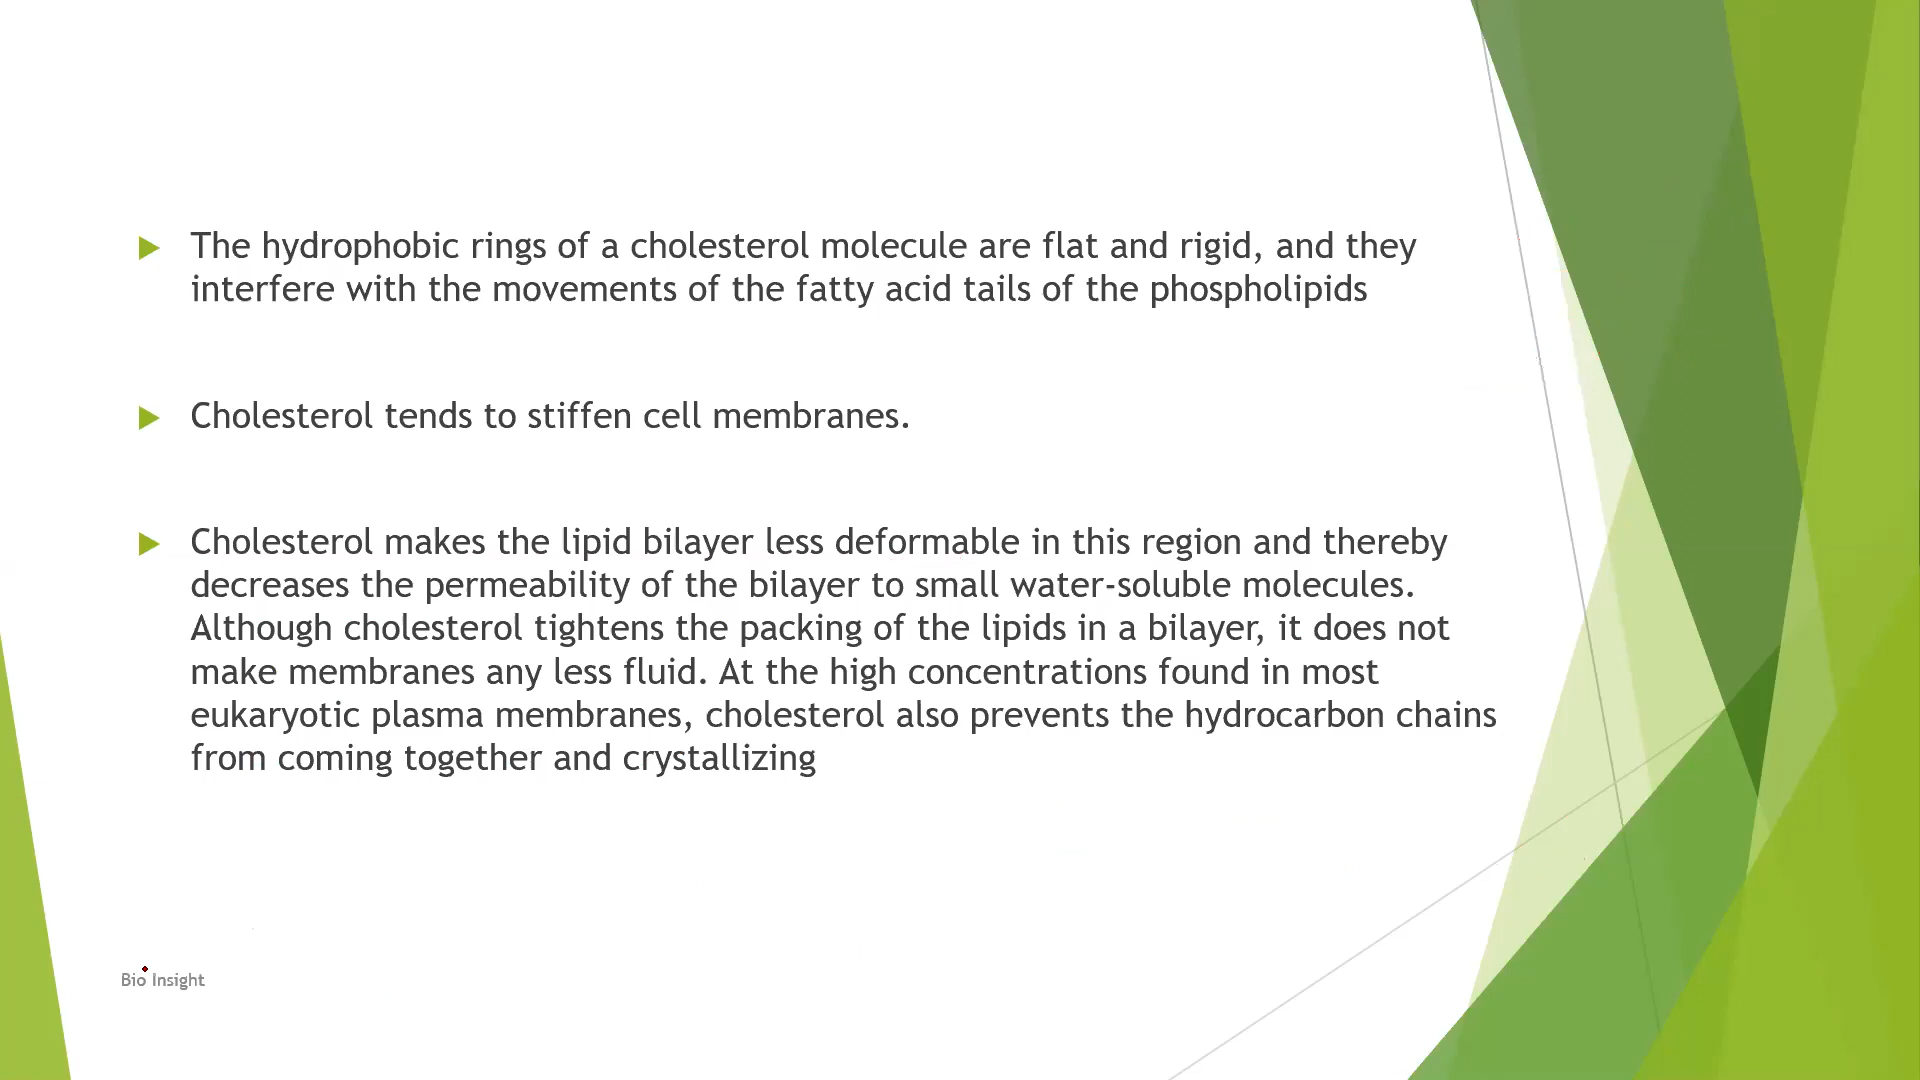 The hydrophobic rings of a cholesterol molecule are flat and rigid, and they
interfere with the movements of the fatty acid tails of the phospholipids
Cholesterol tends to stiffen cell membranes.
Cholesterol makes the lipid bilayer less deformable in this region and thereby
decreases the permeability of the bilayer to small water-soluble molecules.
Although cholesterol tightens the packing of the lipids in a bilayer, it does not
make membranes any less fluid. At the high concentrations found in most
eukaryotic plasma membranes, cholesterol also prevents the hydrocarbon chains
from coming together and crystallizing
Bio Insight